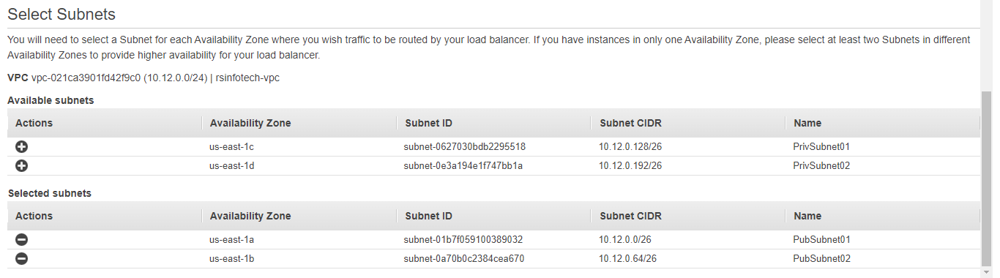 Select Subnets
You will need to select a Subnet for each Availability Zone where you wish traffic to be routed by your load balancer. If you have instances in only one Availability Zone, please select at least two Subnets in different
Availability Zones to provide higher availability for your load balancer.
VPC vpc-021ca3901fd42f9c0 (10.12.0.0/24) | rsinfotech-vpc
Available subnets
Actions Availability Zone Subnet ID Subnet CIDR Name
us-east-1c subnet-0627030bdb2295518 10.12.0.128/26 PrivSubnet01
us-east-1d subnet-0e3a194e1f747bb1a 10.12.0.192/26 PrivSubnet02
Selected subnets
Actions Availability Zone Subnet ID Subnet CIDR Name
us-east-1a subnet-01b7f059100389032 10.12.0.0/26 PubSubnet01
us-east-1b subnet-0a70b0c2384cea670 10.12.0.64/26 PubSubnet02